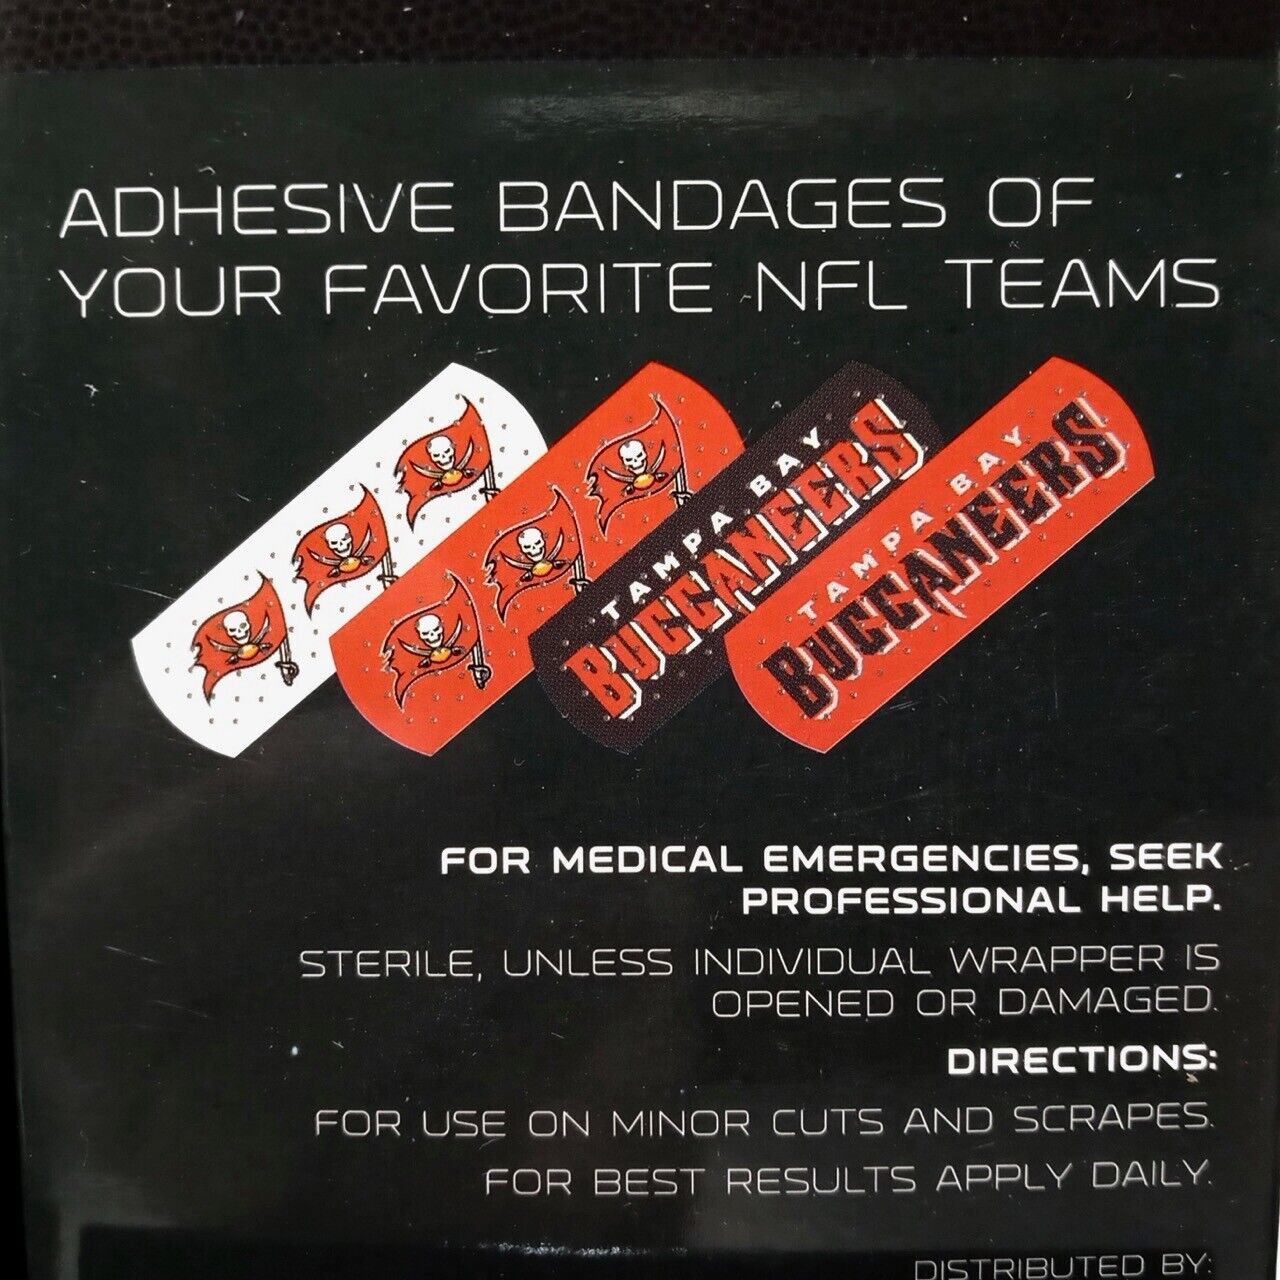 ADHESIVE BANDAGES OF
YOUR FAVORITE NFL TEAMS
TAMPA BAY
BUCCANEERS
TAMPA BAY
BUCCANEERS
FOR MEDICAL EMERGENCIES, SEEK
PROFESSIONAL HELP.
STERILE, UNLESS INDIVIDUAL WRAPPER IS
OPENED OR DAMAGED.
DIRECTIONS:
FOR USE ON MINOR CUTS AND SCRAPES.
FOR BEST RESULTS APPLY DAILY.
DISTRIBUTED BY: